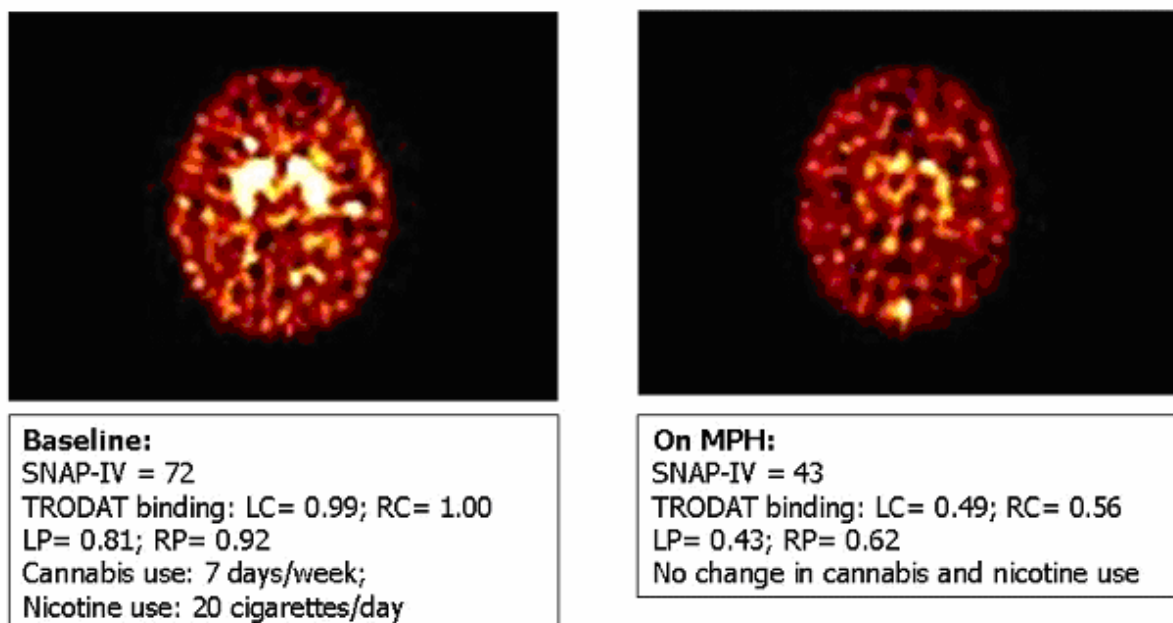 Baseline:
SNAP-IV = 72
TRODAT binding: LC= 0.99; RC= 1.00
LP= 0.81; RP= 0.92
Cannabis use: 7 days/week;
Nicotine use: 20 cigarettes/day
On MPH:
SNAP-IV = 43
TRODAT binding: LC= 0.49; RC= 0.56
LP= 0.43; RP= 0.62
No change in cannabis and nicotine use